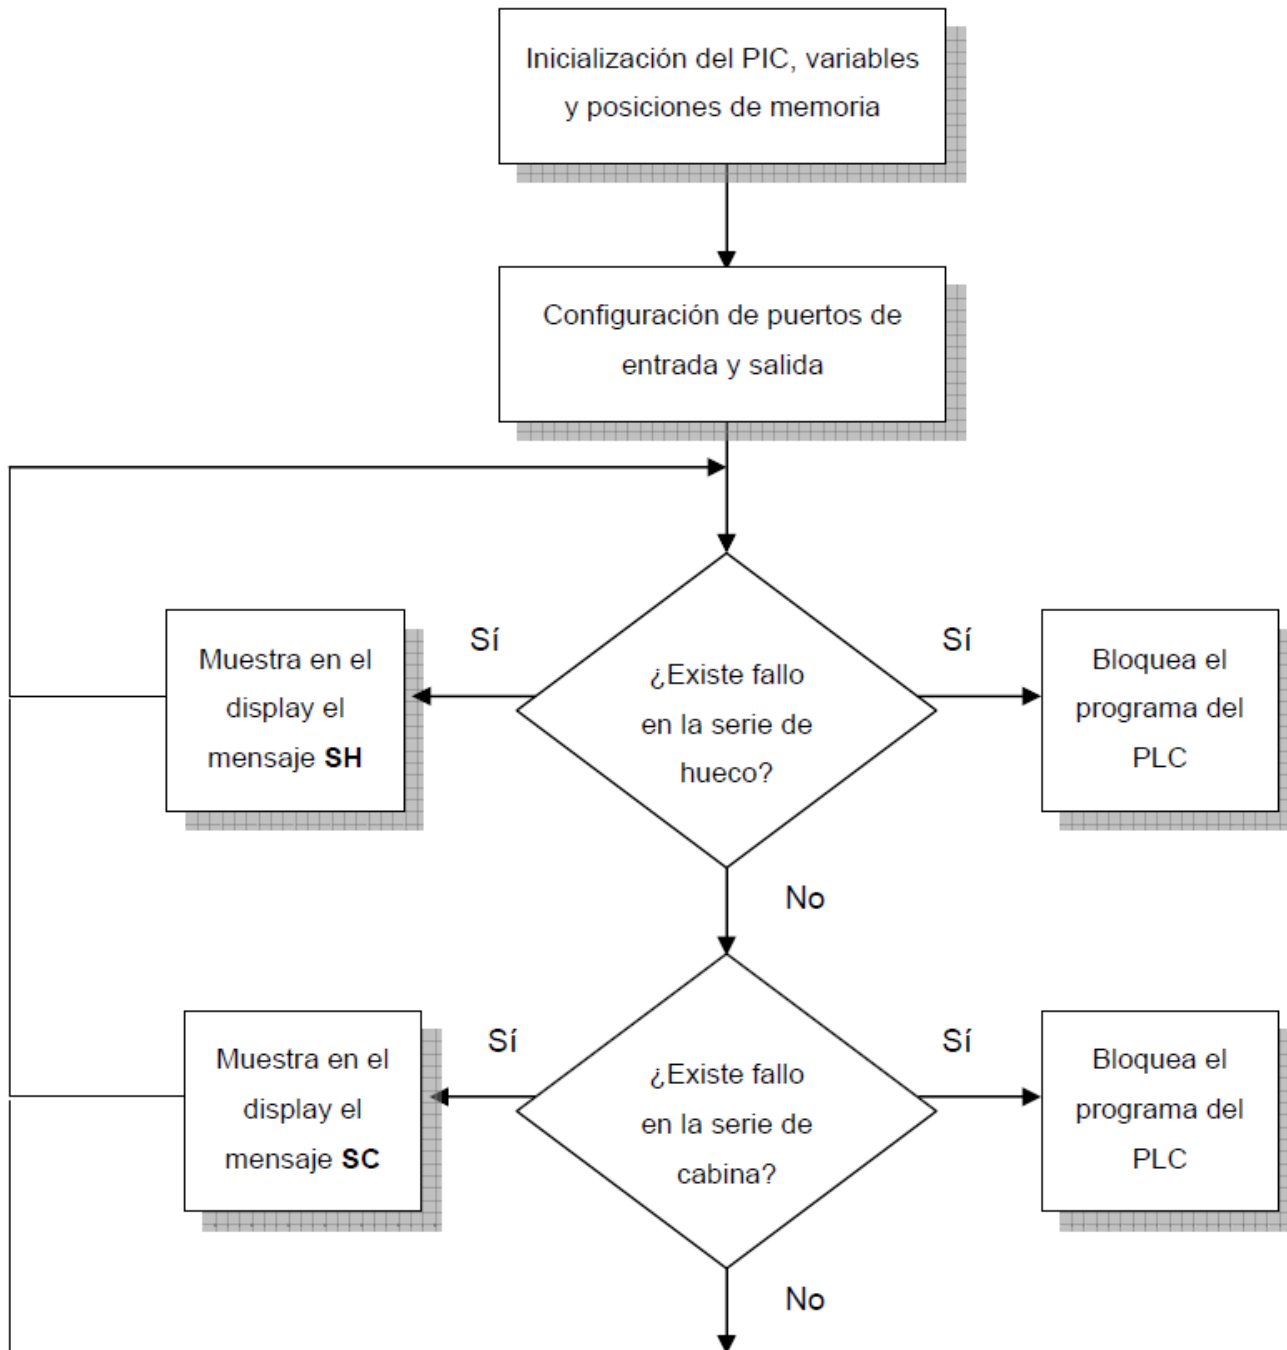 Inicialización del PIC, variables
y posiciones de memoria
Configuración de puertos de
entrada y salida
Muestra en el
display el
mensaje SH
Sí
¿Existe fallo
en la serie de
hueco?
Sí
Bloquea el
programa del
PLC
No
Muestra en el
display el
mensaje SC
Sí
¿Existe fallo
en la serie de
cabina?
Sí
Bloquea el
programa del
PLC
No